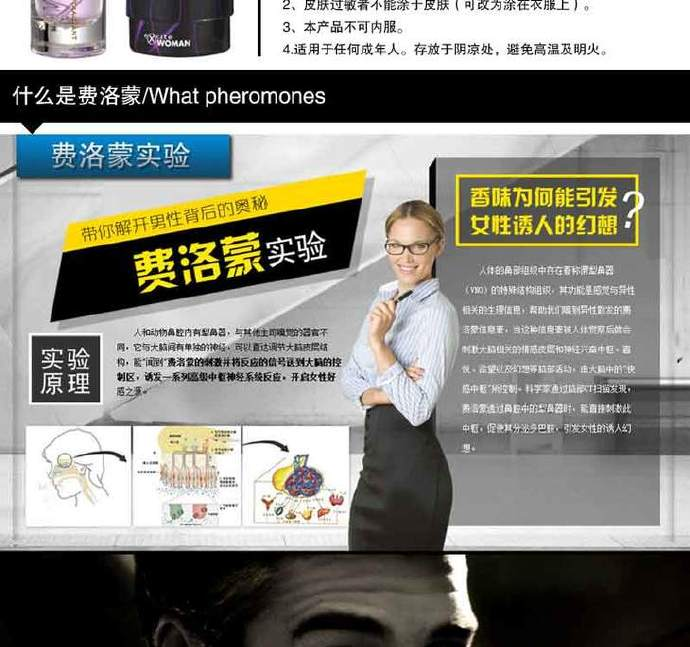 2、皮肤过敏者不能涂于皮肤（可改为涂在衣服上）。
3、本产品不可内服。
4.适用于任何成年人。存放于阴凉处，避免高温及明火。
WOMAN
什么是费洛蒙/What pheromones
费洛蒙实验
带你解开男性背后的奥秘
费洛蒙实验
香味为何能引发
女性诱人的幻想?
实验
原理
人和动物鼻腔内有犁鼻器，与其他主司嗅觉的器官不
同，它与大脑间有单独的神经，可以直达调节大脑皮层结
构，能“闻到”费洛蒙的刺激并将反应的信号送到大脑的控
制区，诱发一系列高级中枢神经系统反应，开启女性好
感之源。
人体的鼻部组织中存在着称谓犁鼻器
（VNO）的特殊结构组织，其功能是感觉与异性
相关的生理信息，帮助我们嗅到异性散发的费
洛蒙信息素，当这种信息素被人体觉察后就会
刺激大脑相关的情感皮层和神经兴奋中枢、喜
悦、欲望以及幻想等脑部活动，由大脑中的“快
感中枢”所控制。科学家通过脑部CT扫留发现，
费洛蒙通过鼻腔中的犁鼻器时，能直接刺激此
中枢，促使其分泌多巴胺，引发女性的诱人幻
想。